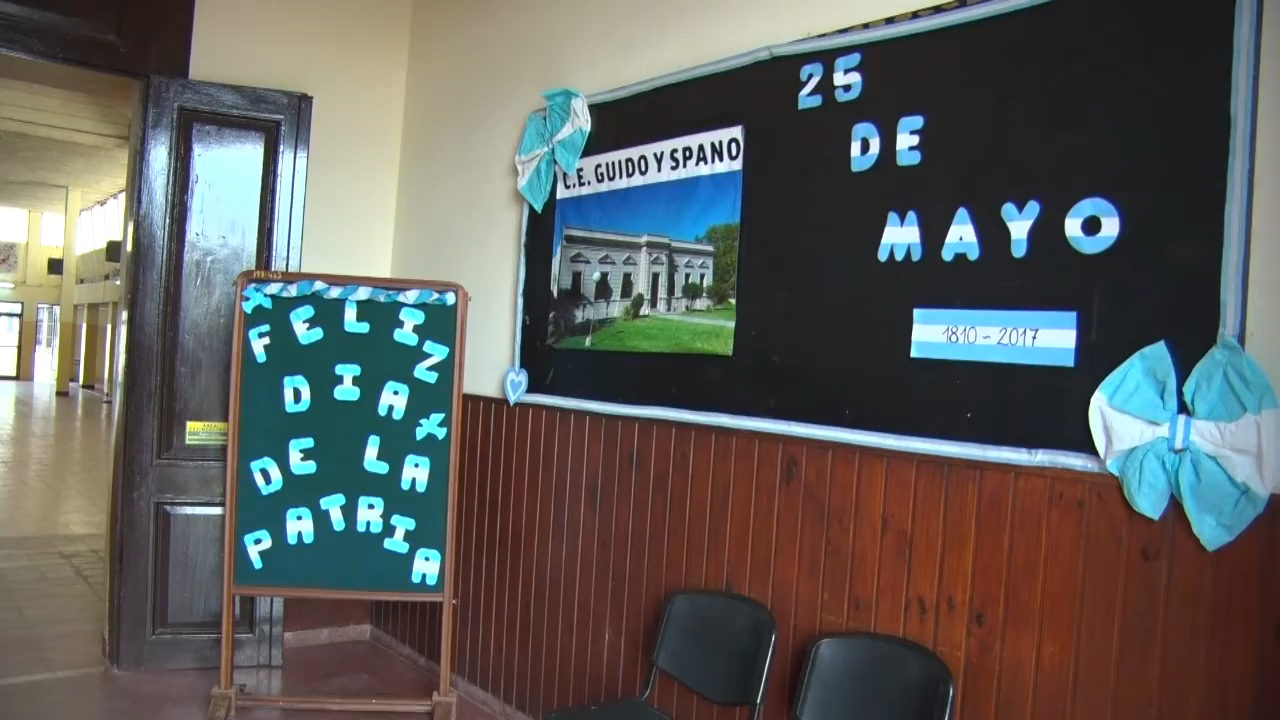 25
DE
MAYO
C.E. GUIDO Y SPANO
1810 - 2017
FELIZ
DIA
DE LA
PATRIA